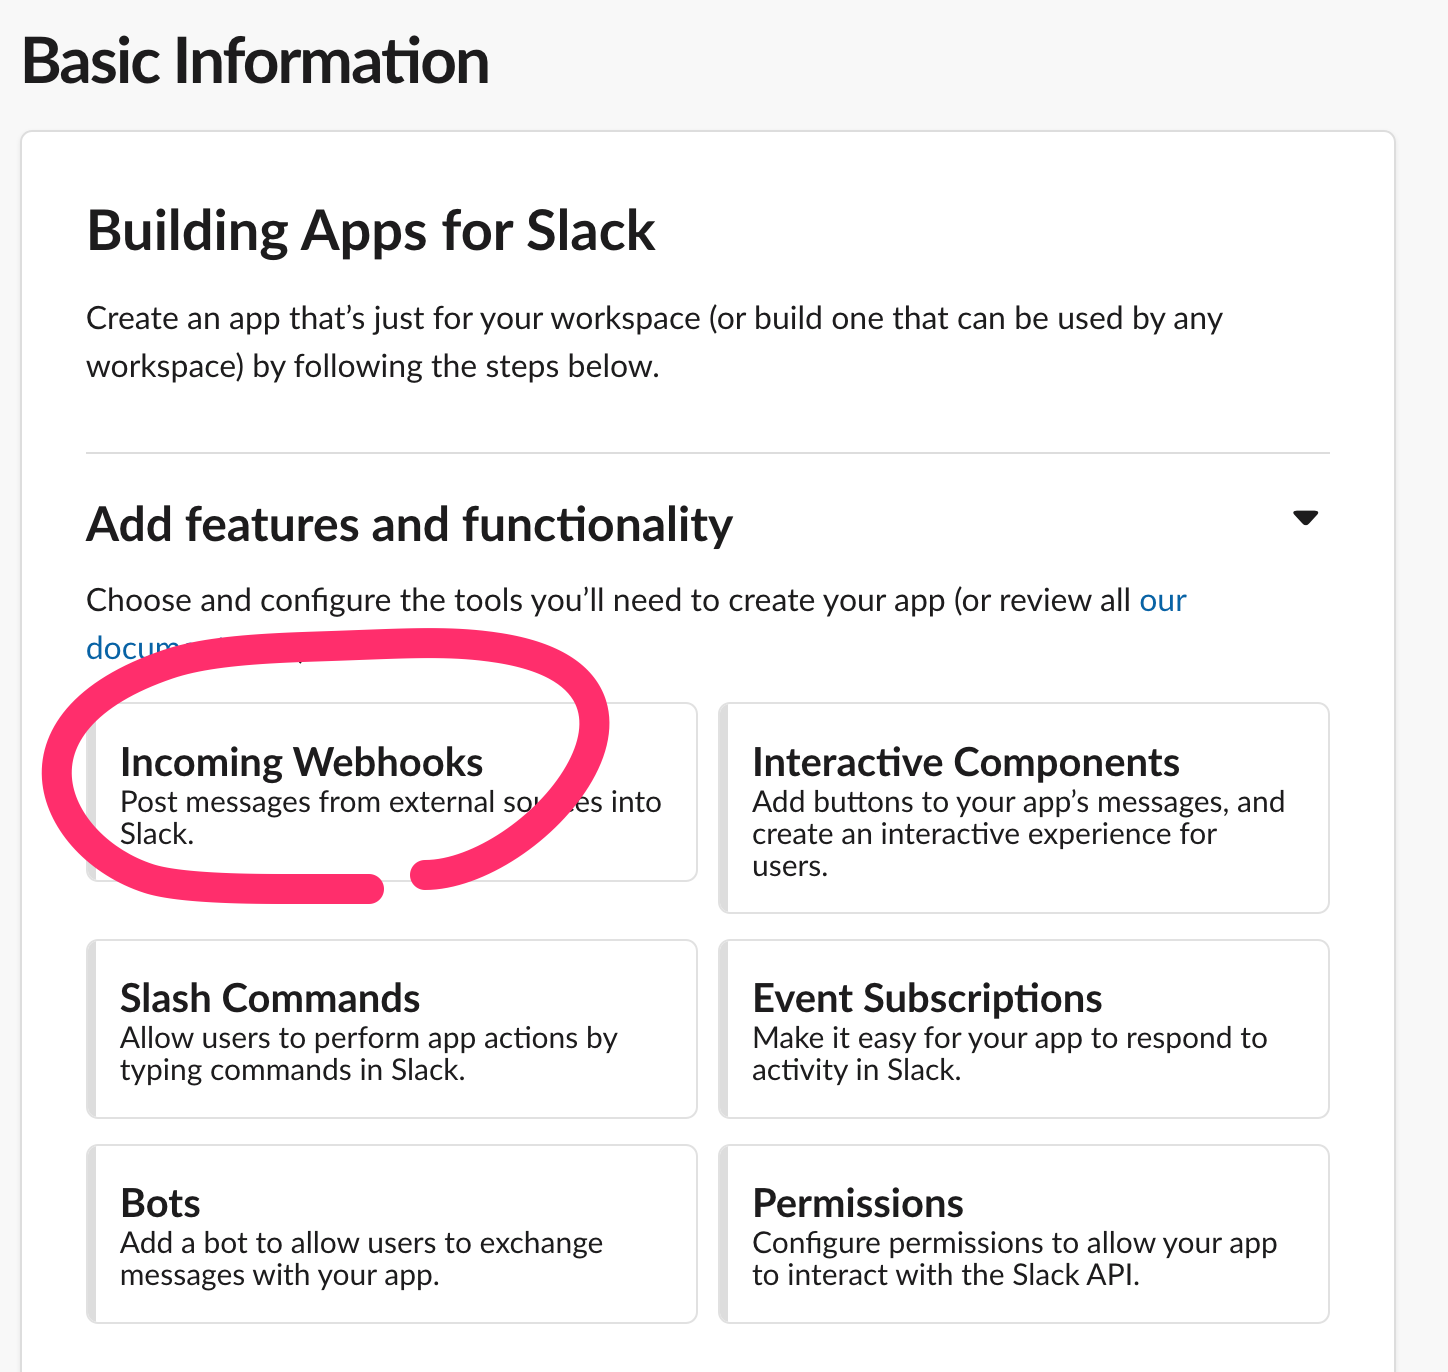 Basic Information
Building Apps for Slack
Create an app that’s just for your workspace (or build one that can be used by any
workspace) by following the steps below.
Add features and functionality
Choose and configure the tools you’ll need to create your app (or review all our
Incoming Webhooks
Post messages from external sources into
Slack.
Interactive Components
Add buttons to your app’s messages, and
create an interactive experience for
users.
Slash Commands
Allow users to perform app actions by
typing commands in Slack.
Event Subscriptions
Make it easy for your app to respond to
activity in Slack.
Bots
Add a bot to allow users to exchange
messages with your app.
Permissions
Configure permissions to allow your app
to interact with the Slack API.